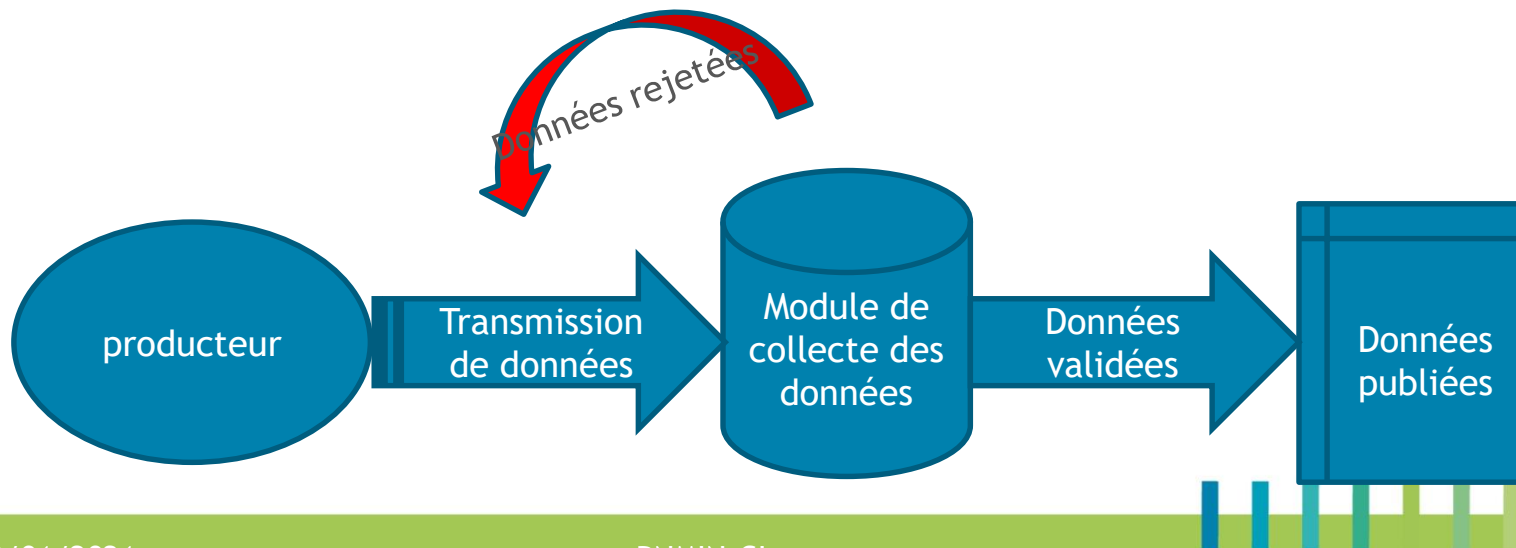 Données rejetées
producteur
Transmission
de données
Module de
collecte des
données
Données
validées
Données
publiées